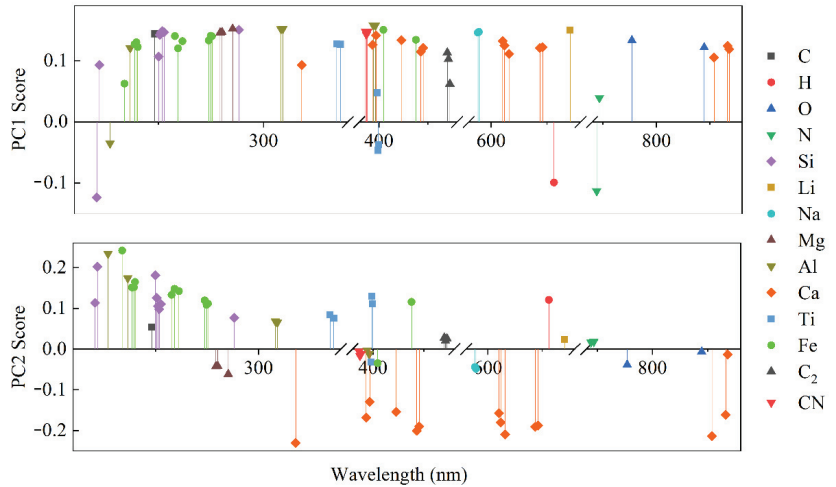 PC1 Score
0.1
0.0
−0.1
300
400
600
800
PC2 Score
0.2
0.1
0.0
−0.1
−0.2
300
400
600
800
Wavelength (nm)
C
H
O
N
Si
Li
Na
Mg
Al
Ca
Ti
Fe
C₂
CN